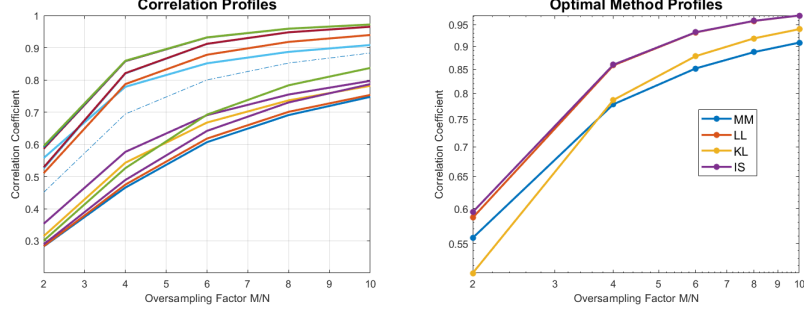 Correlation Profiles
1
0.9
0.8
0.7
0.6
0.5
0.4
0.3
2 3 4 5 6 7 8 9 10
Correlation Coefficient
Oversampling Factor M/N
Optimal Method Profiles
0.95
0.9
0.85
0.8
0.75
0.7
0.65
0.6
0.55
2 3 4 5 6 7 8 9 10
Correlation Coefficient
Oversampling Factor M/N
MM
LL
KL
IS